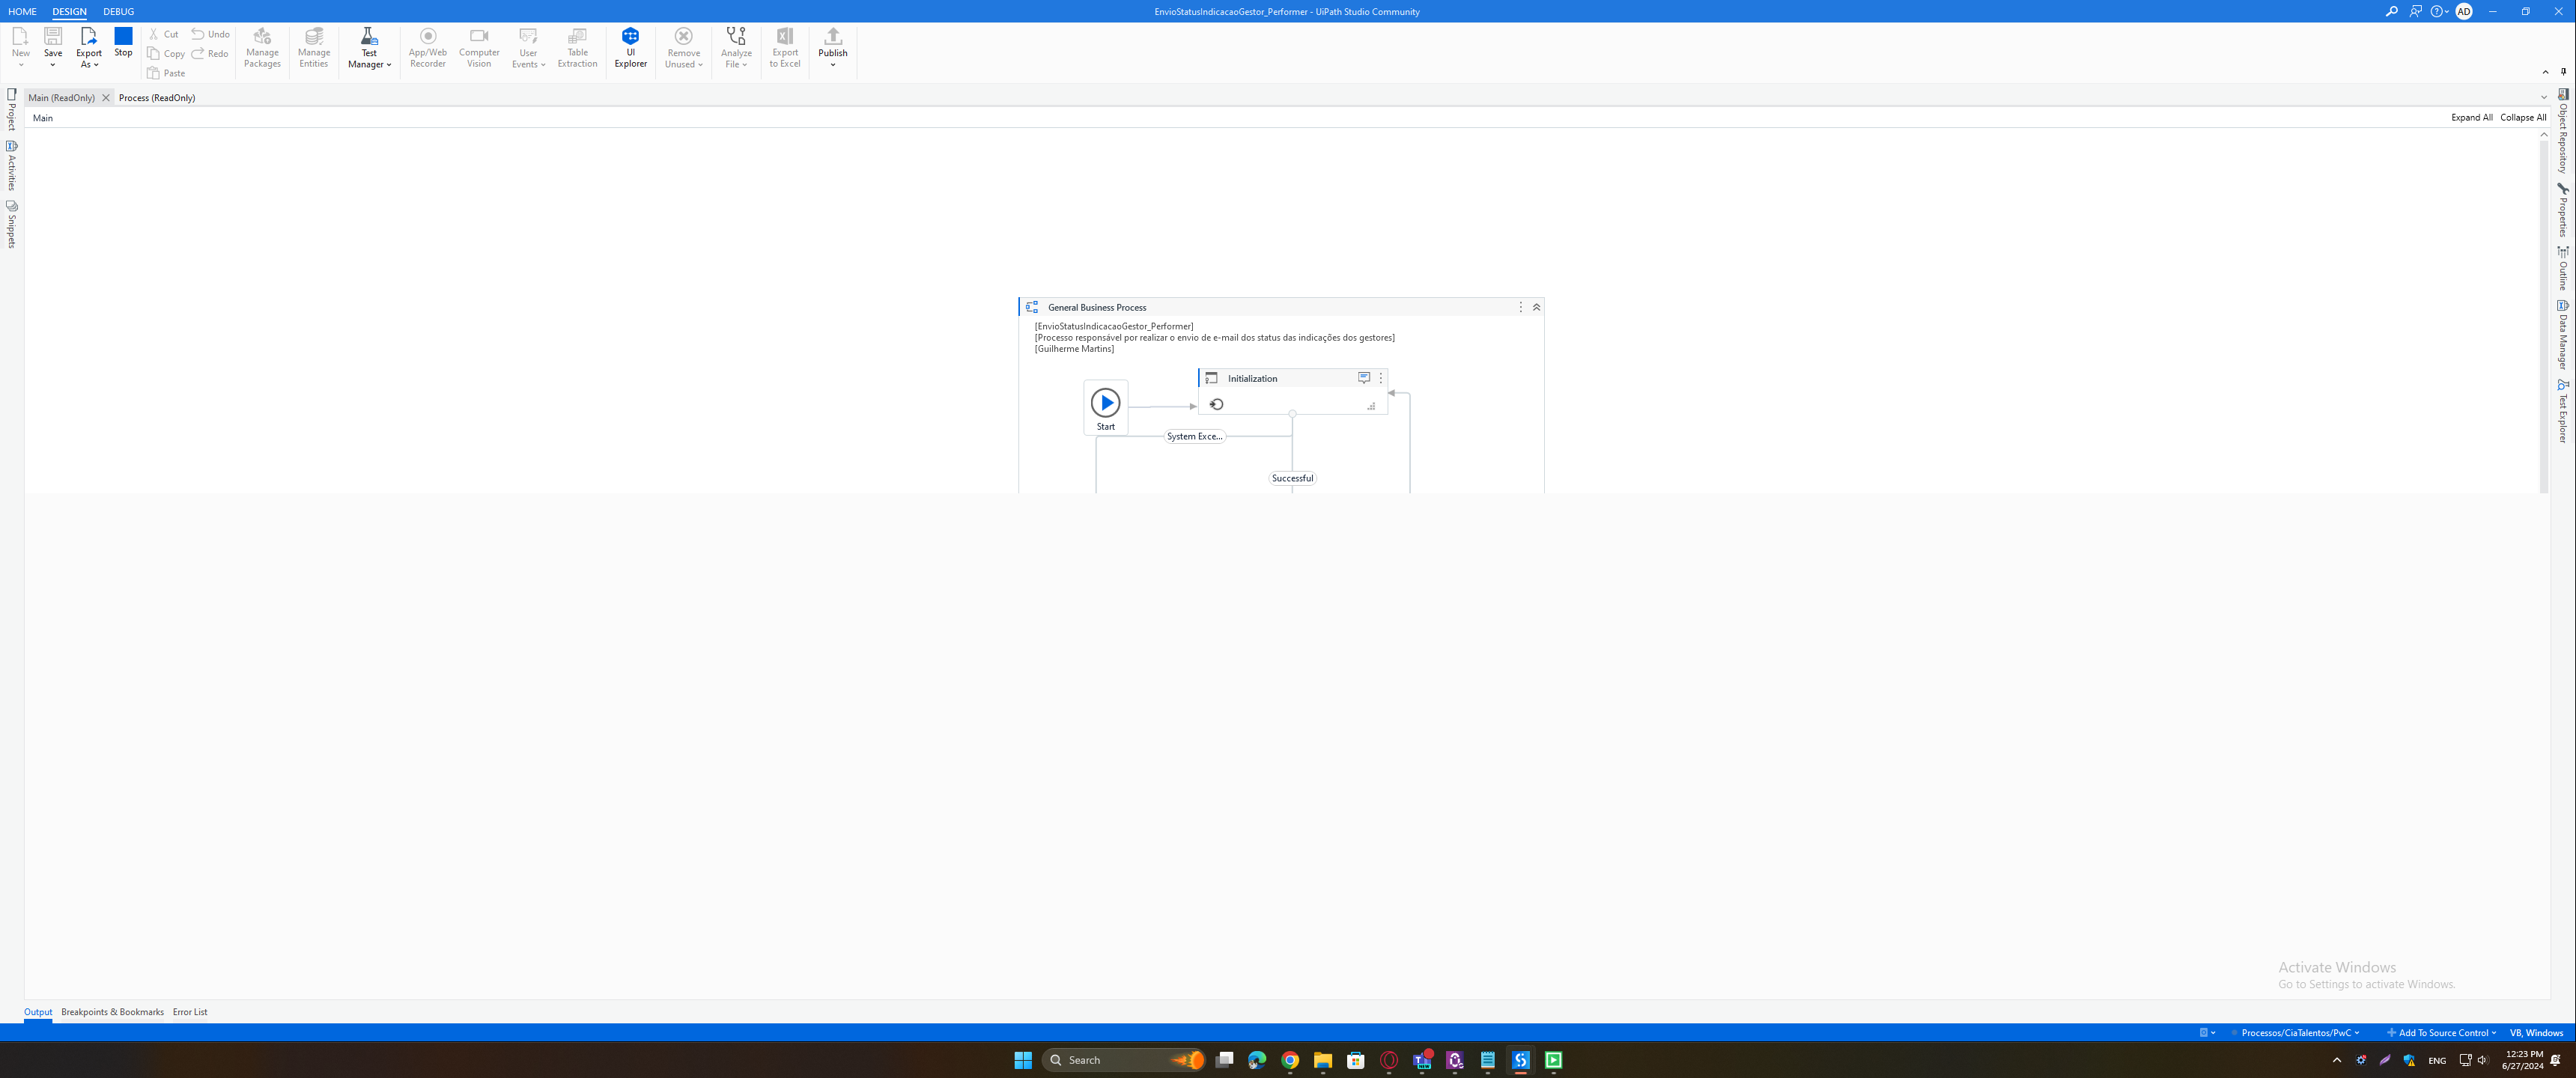 HOME DESIGN DEBUG
EnvioStatusIndicacaoGestor_Performer - UiPath Studio Community
AD
New
Save
Export As
Stop
Cut
Copy
Paste
Undo
Redo
Manage Packages
Manage Entities
Test Manager
App/Web Recorder
Computer Vision
User Events
Table Extraction
UI Explorer
Remove Unused
Analyze File
Export to Excel
Publish
Main (ReadOnly)
Process (ReadOnly)
Main
Expand All Collapse All
Project
Activities
Snippets
Object Repository
Properties
Outline
Data Manager
Test Explorer
General Business Process
[EnvioStatusIndicacaoGestor_Performer]
[Processo responsável por realizar o envio de e-mail dos status das indicações dos gestores]
[Guilherme Martins]
Initialization
Start
System Exce...
Successful
Activate Windows
Go to Settings to activate Windows.
Output Breakpoints & Bookmarks Error List
Processos/CiaTalentos/PwC
Add To Source Control
VB, Windows
Search
NEW
ENG
12:23 PM
6/27/2024